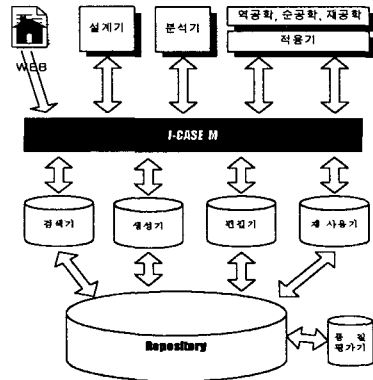 WEB
설계기
분석기
역공학, 순공학, 재공학
적용기
I-CASE M
검색기
생성기
편집기
재 사용기
Repository
품 질
평가기